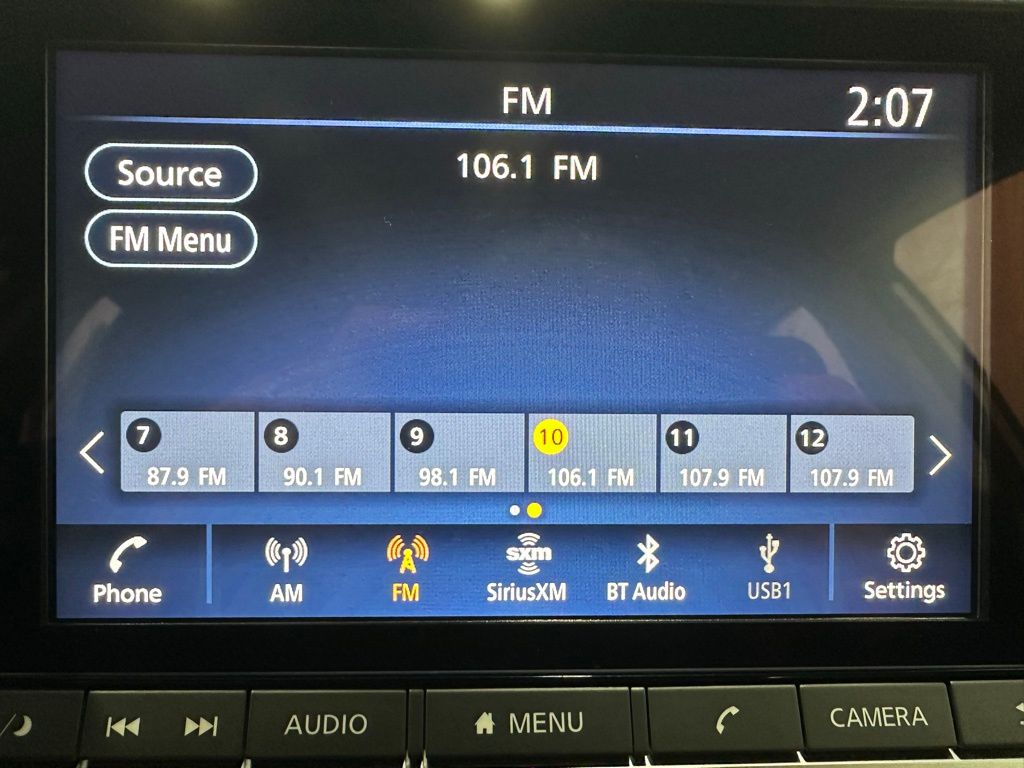 FM
2:07
Source
106.1 FM
FM Menu
7
8
9
10
11
12
87.9 FM
90.1 FM
98.1 FM
106.1 FM
107.9 FM
107.9 FM
sxm
Phone
AM
FM
SiriusXM
BT Audio
USB1
Settings
AUDIO
MENU
CAMERA